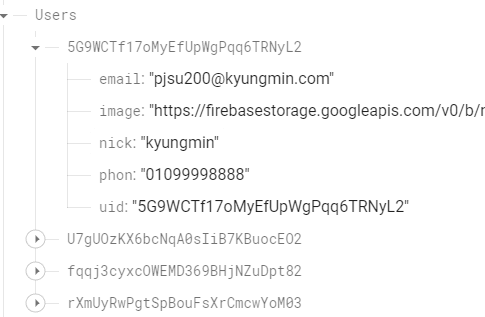 Users
5G9WCTf17oMyEfUpWgPqq6TRNyL2
email: "pjsu200@kyungmin.com"
image: "https://firebasestorage.googleapis.com/v0/b/r
nick: "kyungmin"
phon: "01099998888"
uid: "5G9WCTf17oMyEfUpWgPqq6TRNyL2"
U7gUOzKX6bcNqA0sIiB7KBuocEO2
fqqj3cyxcOWEMD369BHjNZuDpt82
rXmUyRwPgtSpBouFsXrCmcwYoM03